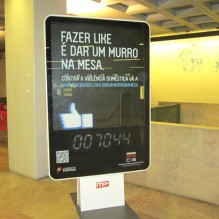 FAZER LIKE
É DAR UM MURRO
NA MESA.
CONTRA A VIOLÊNCIA DOMÉSTICA VÁ A
007044